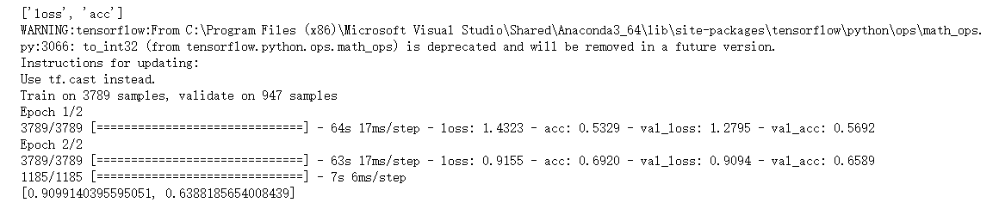 ['loss', 'acc']
WARNING:tensorflow:From C:\Program Files (x86)\Microsoft Visual Studio\Shared\Anaconda3_64\lib\site-packages\tensorflow\python\ops\math_ops.
py:3066: to_int32 (from tensorflow.python.ops.math_ops) is deprecated and will be removed in a future version.
Instructions for updating:
Use tf.cast instead.
Train on 3789 samples, validate on 947 samples
Epoch 1/2
3789/3789 [==============================] - 64s 17ms/step - loss: 1.4323 - acc: 0.5329 - val_loss: 1.2795 - val_acc: 0.5692
Epoch 2/2
3789/3789 [==============================] - 63s 17ms/step - loss: 0.9155 - acc: 0.6920 - val_loss: 0.9094 - val_acc: 0.6589
1185/1185 [==============================] - 7s 6ms/step
[0.9099140395595051, 0.6388185654008439]